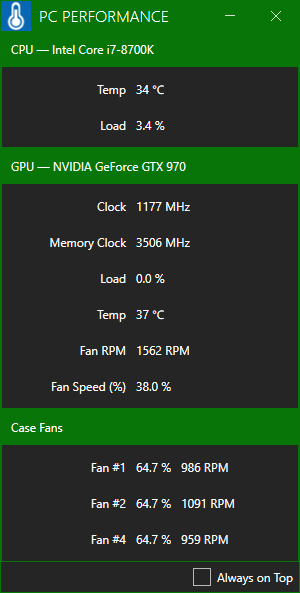 PC PERFORMANCE
CPU — Intel Core i7-8700K
Temp 34 °C
Load 3.4 %
GPU — NVIDIA GeForce GTX 970
Clock 1177 MHz
Memory Clock 3506 MHz
Load 0.0 %
Temp 37 °C
Fan RPM 1562 RPM
Fan Speed (%) 38.0 %
Case Fans
Fan #1 64.7 % 986 RPM
Fan #2 64.7 % 1091 RPM
Fan #4 64.7 % 959 RPM
Always on Top